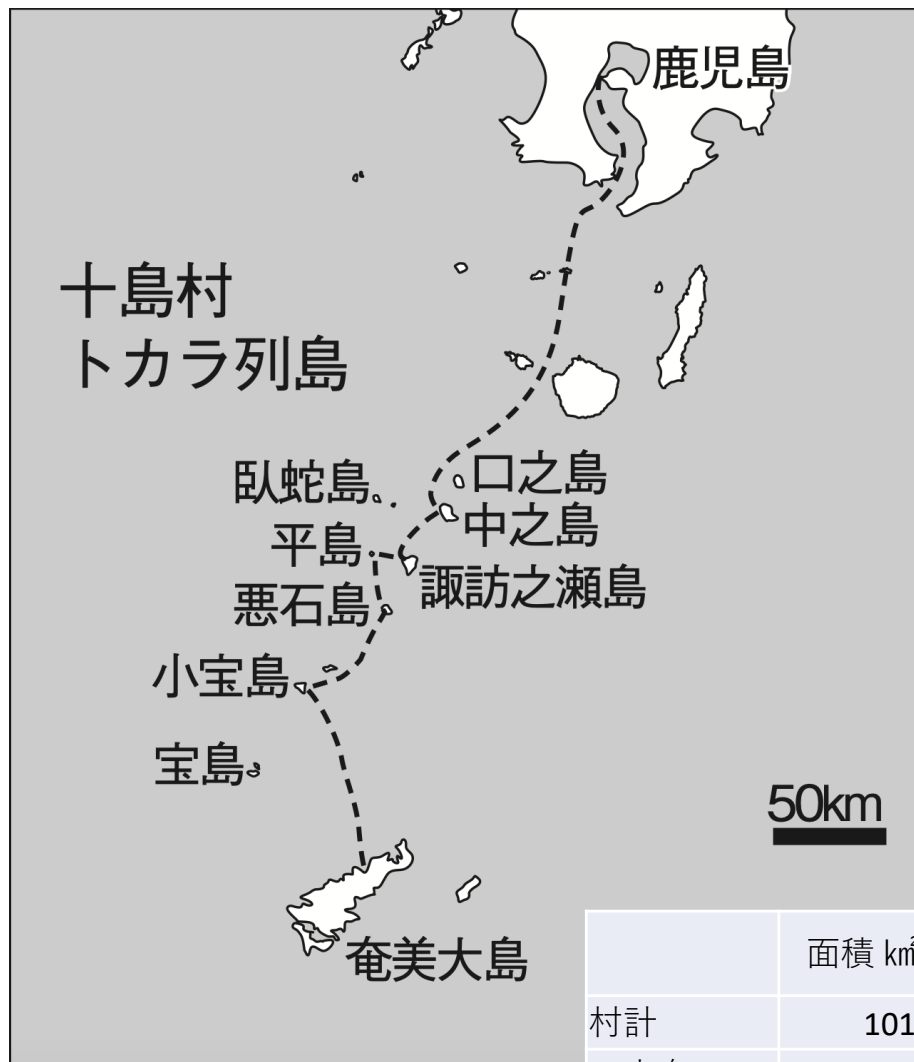 鹿児島
十島村
トカラ列島
口之島
臥蛇島
中之島
平島
諏訪之瀬島
悪石島
小宝島
宝島
50km
奄美大島
面積 ㎢
村計 101